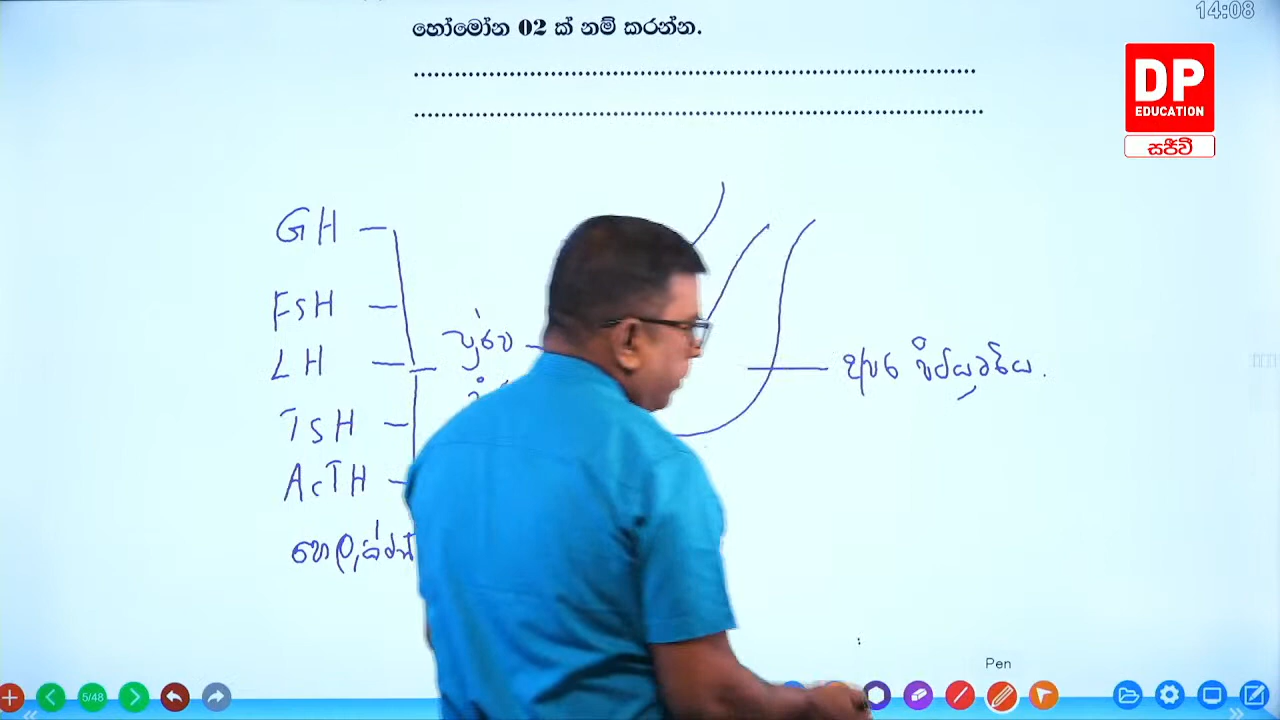 14:08
හෝමෝන 02 ක් නම් කරන්න.
DP
EDUCATION
සජීවී
GH
FSH
LH
පූර්ව
අපර පිටියුටරිය.
TSH
ACTH
Pen
5/48